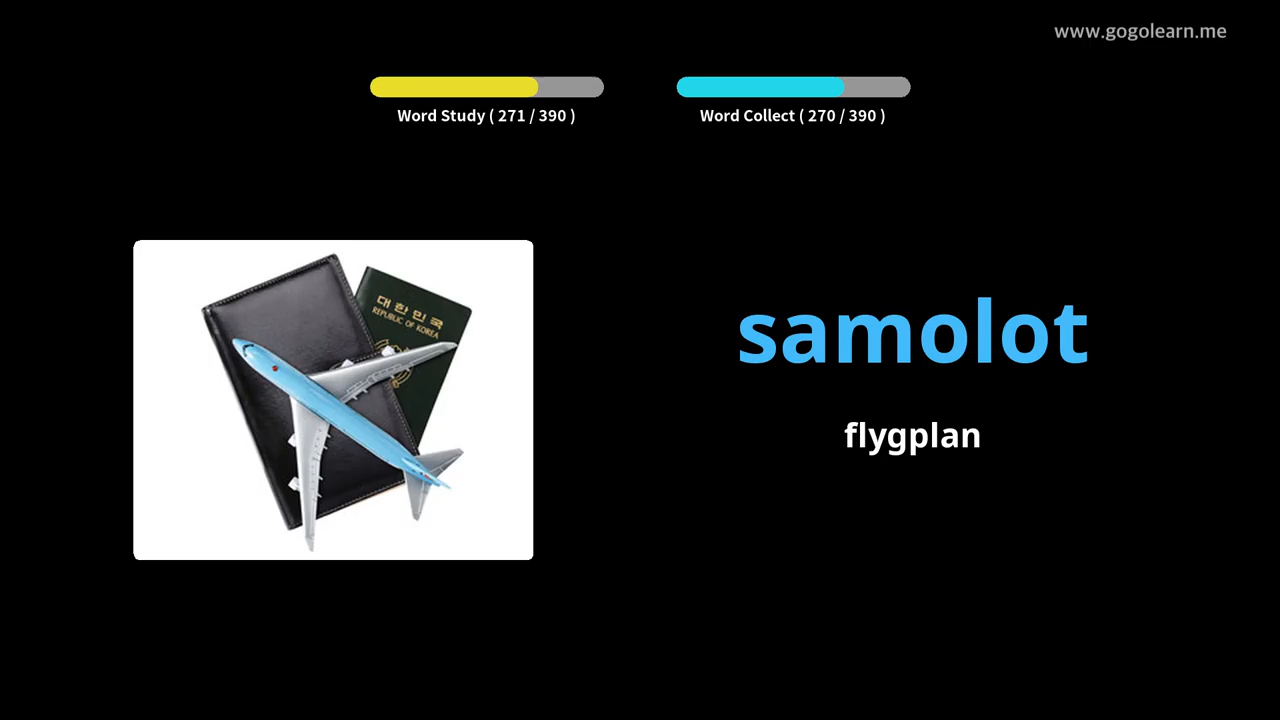 www.gogolearn.me
Word Study ( 271 / 390 )
Word Collect ( 270 / 390 )
대한민국
REPUBLIC OF KOREA
samolot
flygplan